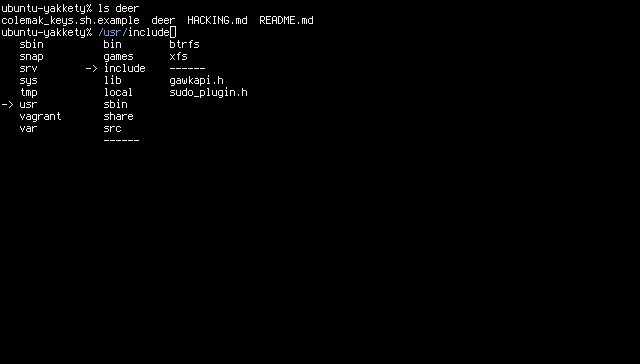 ubuntu-yakkety% ls deer
colemak_keys.sh.example  deer  HACKING.md  README.md
ubuntu-yakkety% /usr/include
   sbin          bin        btrfs
   snap          games      xfs
   srv        -> include    ------
   sys           lib        gawkapi.h
   tmp           local      sudo_plugin.h
-> usr           sbin
   vagrant       share
   var           src
                 ------